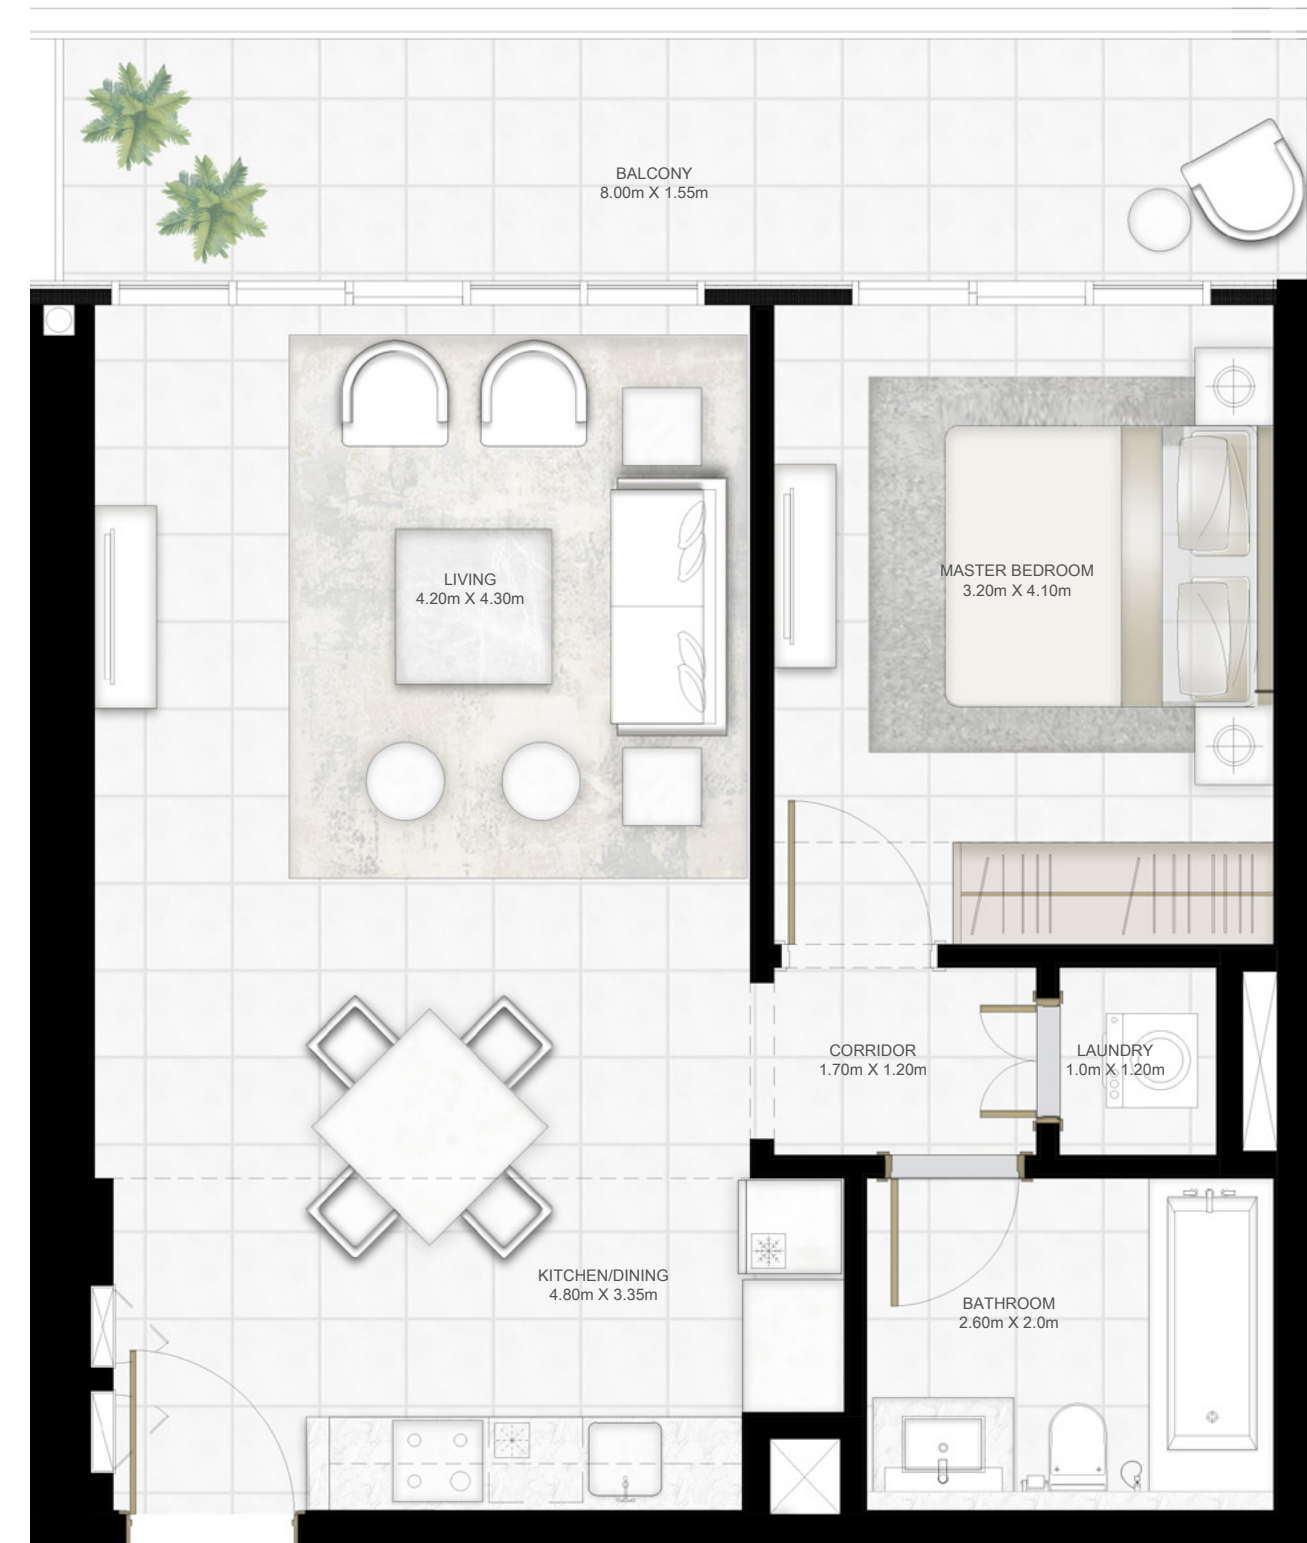 BALCONY
8.00m X 1.55m
LIVING
4.20m X 4.30m
MASTER BEDROOM
3.20m X 4.10m
CORRIDOR
1.70m X 1.20m
LAUNDRY
1.0m X 1.20m
KITCHEN/DINING
4.80m X 3.35m
BATHROOM
2.60m X 2.0m